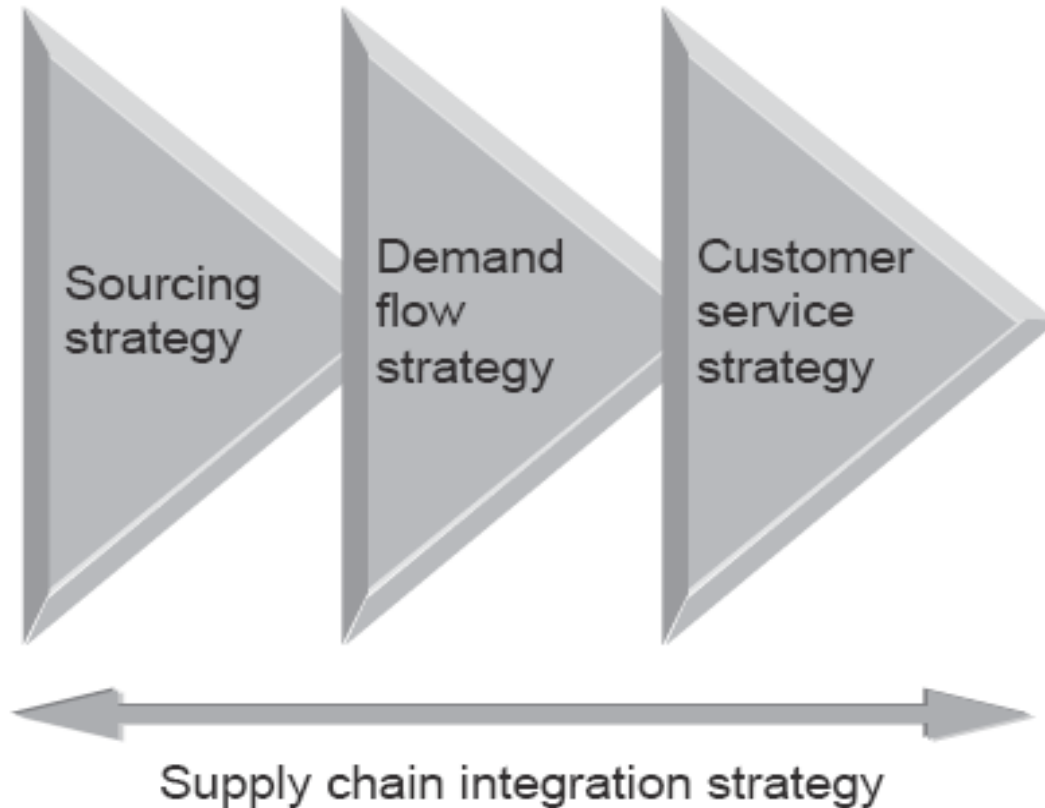 Sourcing
strategy
Demand
flow
strategy
Customer
service
strategy
Supply chain integration strategy